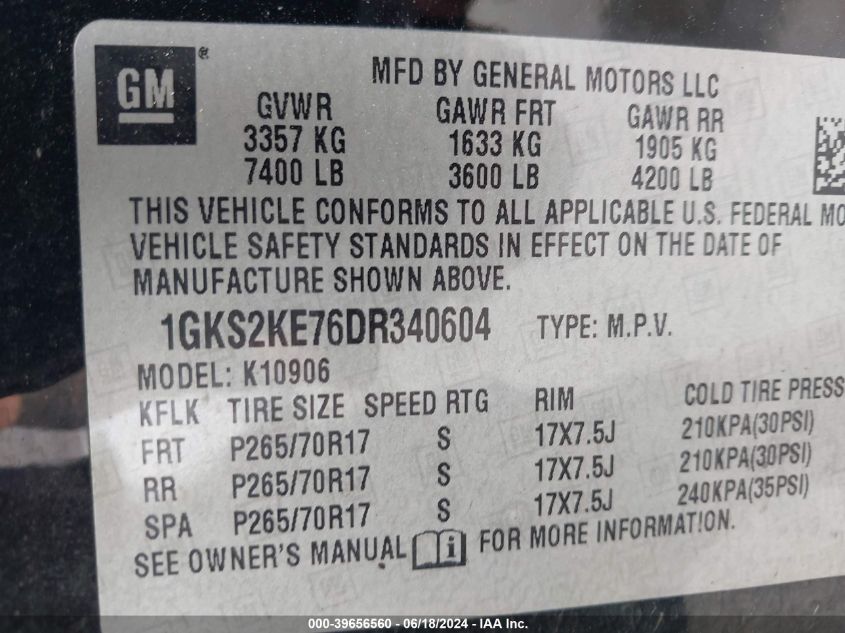 GM ®
MFD BY GENERAL MOTORS LLC
GVWR GAWR FRT GAWR RR
3357 KG 1633 KG 1905 KG
7400 LB 3600 LB 4200 LB
THIS VEHICLE CONFORMS TO ALL APPLICABLE U.S. FEDERAL MO
VEHICLE SAFETY STANDARDS IN EFFECT ON THE DATE OF
MANUFACTURE SHOWN ABOVE.
1GKS2KE76DR340604 TYPE: M.P.V.
MODEL: K10906
KFLK TIRE SIZE SPEED RTG RIM COLD TIRE PRESS
FRT P265/70R17 S 17X7.5J 210KPA(30PSI)
RR P265/70R17 S 17X7.5J 210KPA(30PSI)
SPA P265/70R17 S 17X7.5J 240KPA(35PSI)
SEE OWNER'S MANUAL i FOR MORE INFORMATION.
000-39656560 - 06/18/2024 - IAA Inc.